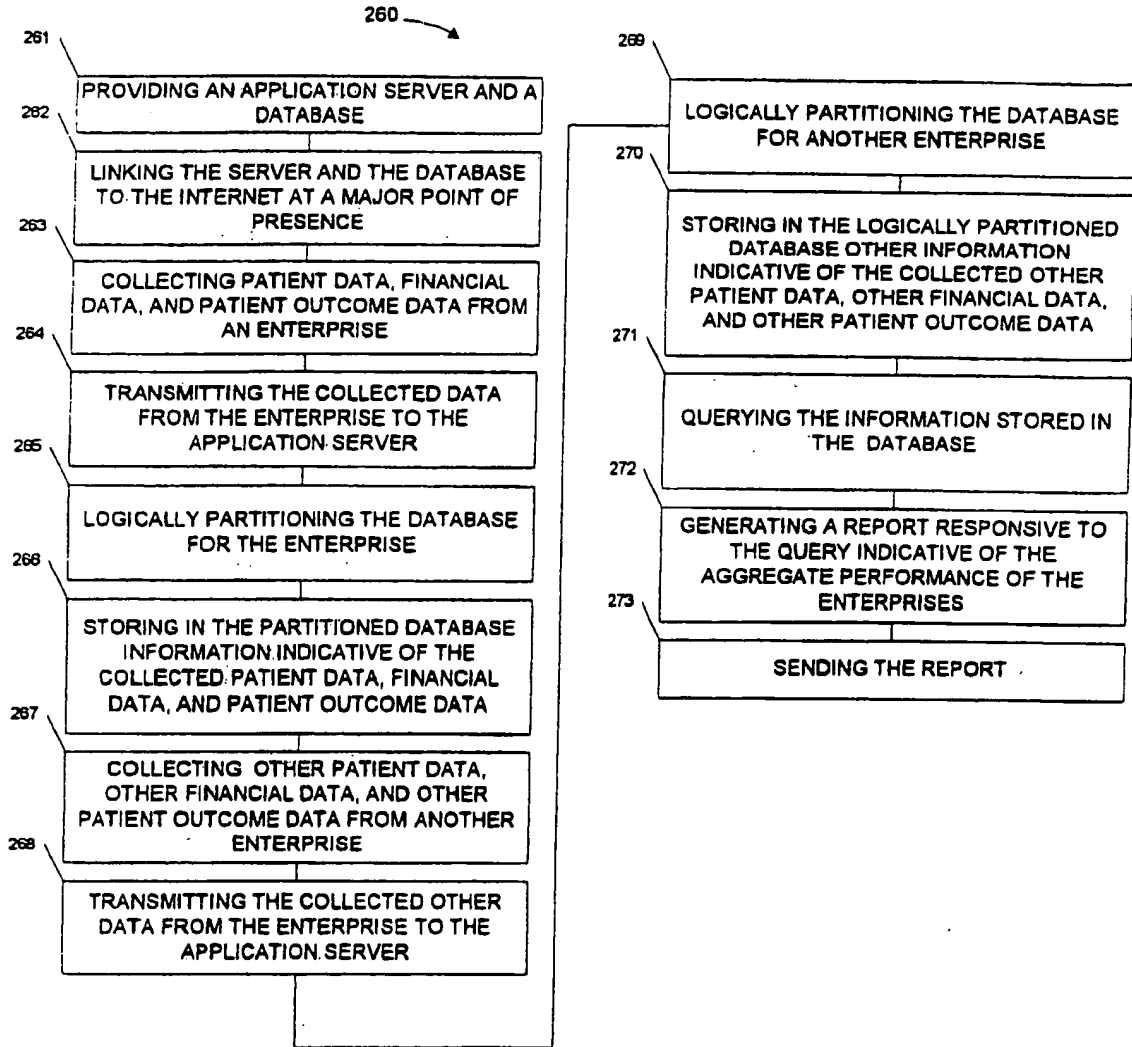 260
261
PROVIDING AN APPLICATION SERVER AND A
DATABASE
262
LINKING THE SERVER AND THE DATABASE
TO THE INTERNET AT A MAJOR POINT OF
PRESENCE
263
COLLECTING PATIENT DATA, FINANCIAL
DATA, AND PATIENT OUTCOME DATA FROM
AN ENTERPRISE
264
TRANSMITTING THE COLLECTED DATA
FROM THE ENTERPRISE TO THE
APPLICATION SERVER
265
LOGICALLY PARTITIONING THE DATABASE
FOR THE ENTERPRISE
266
STORING IN THE PARTITIONED DATABASE
INFORMATION INDICATIVE OF THE
COLLECTED PATIENT DATA, FINANCIAL
DATA, AND PATIENT OUTCOME DATA
267
COLLECTING OTHER PATIENT DATA,
OTHER FINANCIAL DATA, AND OTHER
PATIENT OUTCOME DATA FROM ANOTHER
ENTERPRISE
268
TRANSMITTING THE COLLECTED OTHER
DATA FROM THE ENTERPRISE TO THE
APPLICATION SERVER
269
LOGICALLY PARTITIONING THE DATABASE
FOR ANOTHER ENTERPRISE
270
STORING IN THE LOGICALLY PARTITIONED
DATABASE OTHER INFORMATION
INDICATIVE OF THE COLLECTED OTHER
PATIENT DATA, OTHER FINANCIAL DATA,
AND OTHER PATIENT OUTCOME DATA
271
QUERYING THE INFORMATION STORED IN
THE DATABASE
272
GENERATING A REPORT RESPONSIVE TO
THE QUERY INDICATIVE OF THE
AGGREGATE PERFORMANCE OF THE
ENTERPRISES
273
SENDING THE REPORT